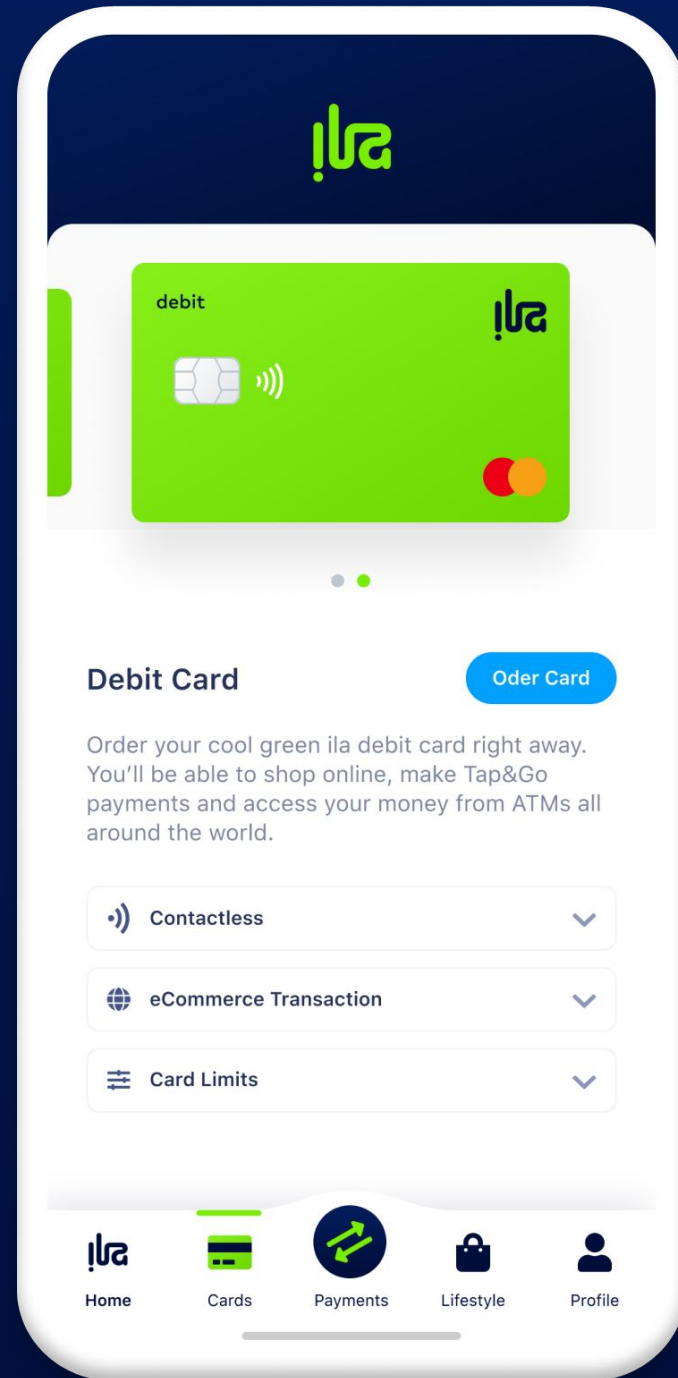 ila
debit
ila
Debit Card
Oder Card
Order your cool green ila debit card right away.
You’ll be able to shop online, make Tap&Go
payments and access your money from ATMs all
around the world.
Contactless
eCommerce Transaction
Card Limits
ila
Home
Cards
Payments
Lifestyle
Profile